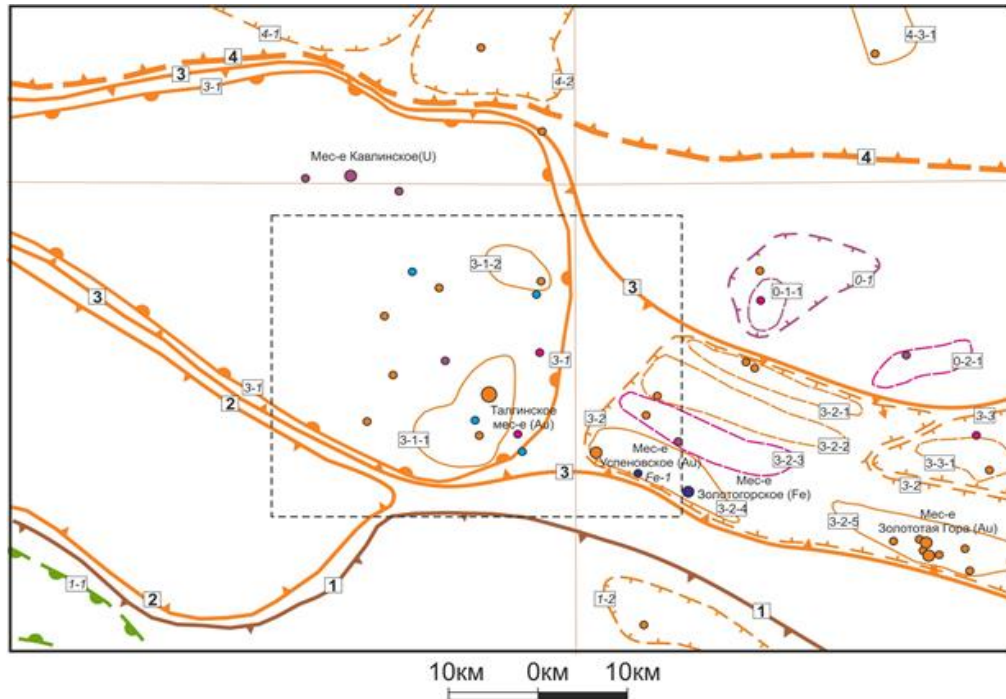 4-1
4-3-1
3
4
3-1
4-2
Мес-е Кавлинское(U)
4
3-1-2
3
0-1
0-1-1
3
3-1
3-1
0-2-1
2
3-2-1
3-2
3-3
Талгинское
мес-е (Au)
3-2-2
3-1-1
3-2-3
Мес-е
Успеновское (Au)
3-3-1
3
Fe-1
Мес-е
Золотогорское (Fe)
3-2
3-2-4
3-2-5
Мес-е
Золототая Гора (Au)
1-1
1
2
1-2
1
10км
0км
10км